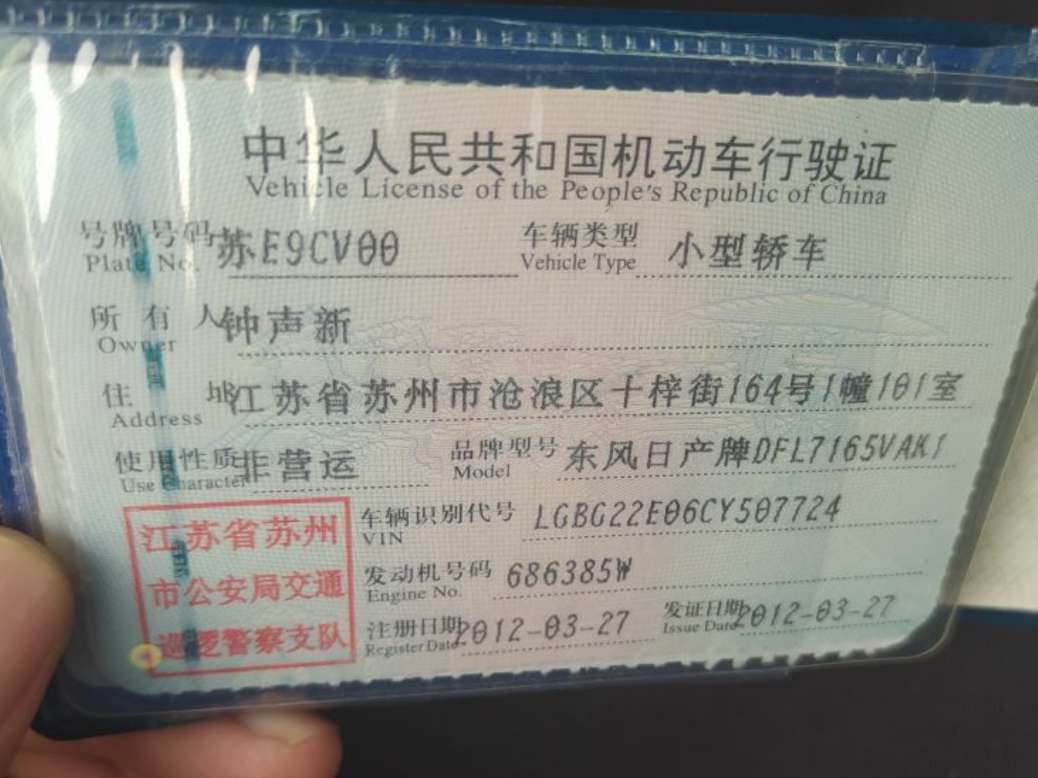 中华人民共和国机动车行驶证
Vehicle License of the People's Republic of China
号牌号码 苏E9CV00 车辆类型 小型轿车
Plate No. Vehicle Type
所有人 钟声新
Owner
住址 江苏省苏州市沧浪区十梓街164号1幢101室
Address
使用性质 非营运 品牌型号 东风日产牌DFL7165VAK1
Use Character Model
车辆识别代号 LGBG22E06CY507724
VIN
发动机号码 686385W
Engine No.
注册日期 2012-03-27 发证日期 2012-03-27
Register Date Issue Date
江苏省苏州
市公安局交通
巡逻警察支队